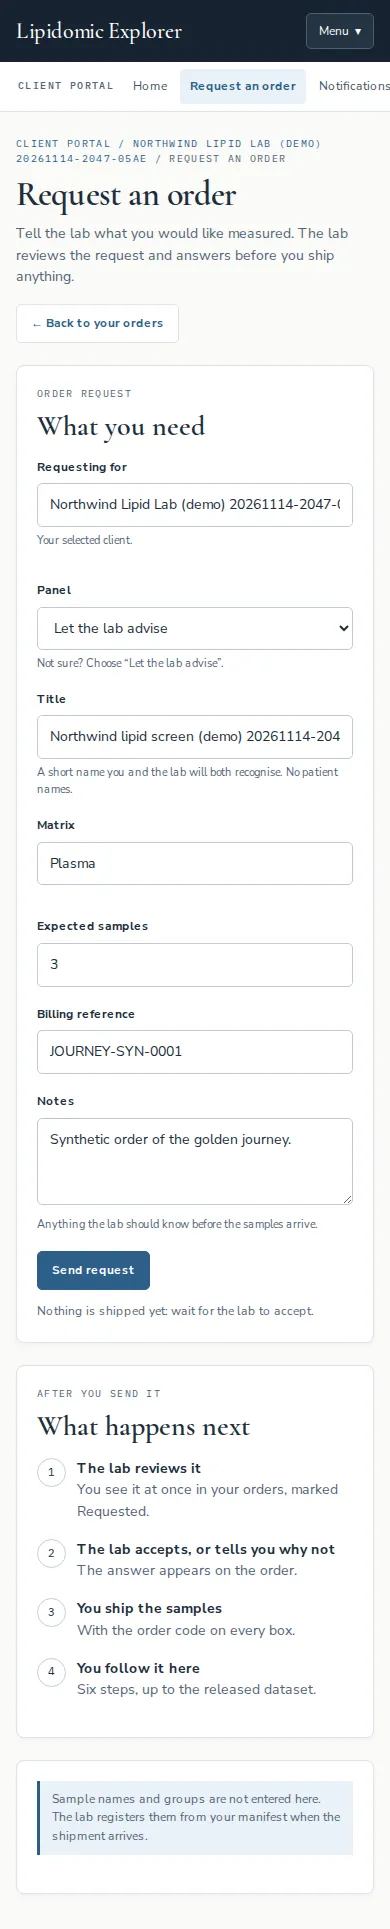 Lipidomic Explorer
Menu ▾
CLIENT PORTAL Home Request an order Notifications
CLIENT PORTAL / NORTHWIND LIPID LAB (DEMO)
20261114-2047-05AE / REQUEST AN ORDER
Request an order
Tell the lab what you would like measured. The lab
reviews the request and answers before you ship
anything.
← Back to your orders
ORDER REQUEST
What you need
Requesting for
Northwind Lipid Lab (demo) 20261114-2047-0
Your selected client.
Panel
Let the lab advise
Not sure? Choose “Let the lab advise”.
Title
Northwind lipid screen (demo) 20261114-204
A short name you and the lab will both recognise. No patient
names.
Matrix
Plasma
Expected samples
3
Billing reference
JOURNEY-SYN-0001
Notes
Synthetic order of the golden journey.
Anything the lab should know before the samples arrive.
Send request
Nothing is shipped yet: wait for the lab to accept.
AFTER YOU SEND IT
What happens next
1 The lab reviews it
You see it at once in your orders, marked
Requested.
2 The lab accepts, or tells you why not
The answer appears on the order.
3 You ship the samples
With the order code on every box.
4 You follow it here
Six steps, up to the released dataset.
Sample names and groups are not entered here.
The lab registers them from your manifest when the
shipment arrives.